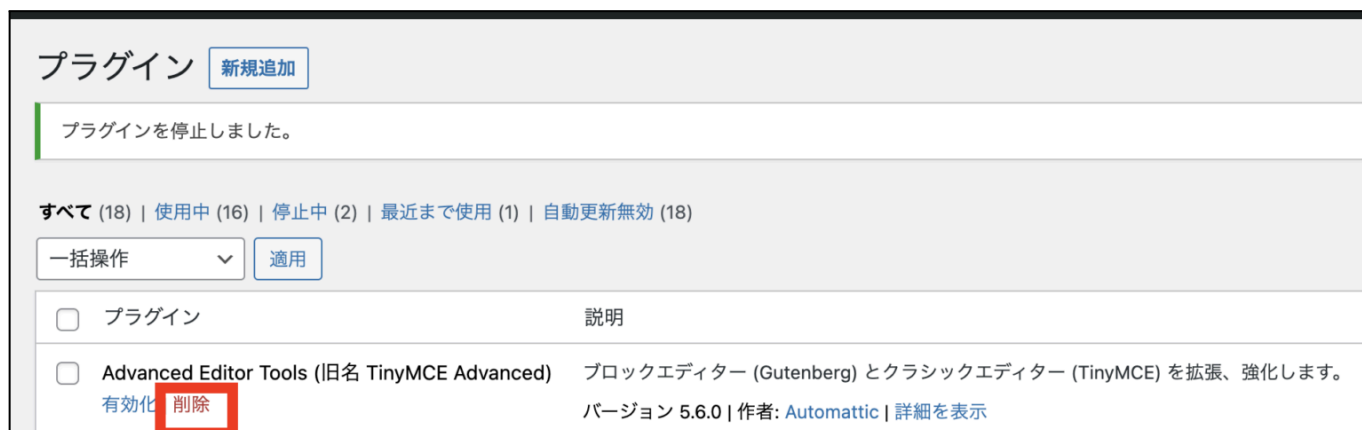 プラグイン 新規追加
プラグインを停止しました。
すべて (18) | 使用中 (16) | 停止中 (2) | 最近まで使用 (1) | 自動更新無効 (18)
一括操作 適用
プラグイン 説明
Advanced Editor Tools (旧名 TinyMCE Advanced) ブロックエディター (Gutenberg) とクラシックエディター (TinyMCE) を拡張、強化します。
有効化 削除 バージョン 5.6.0 | 作者: Automattic | 詳細を表示